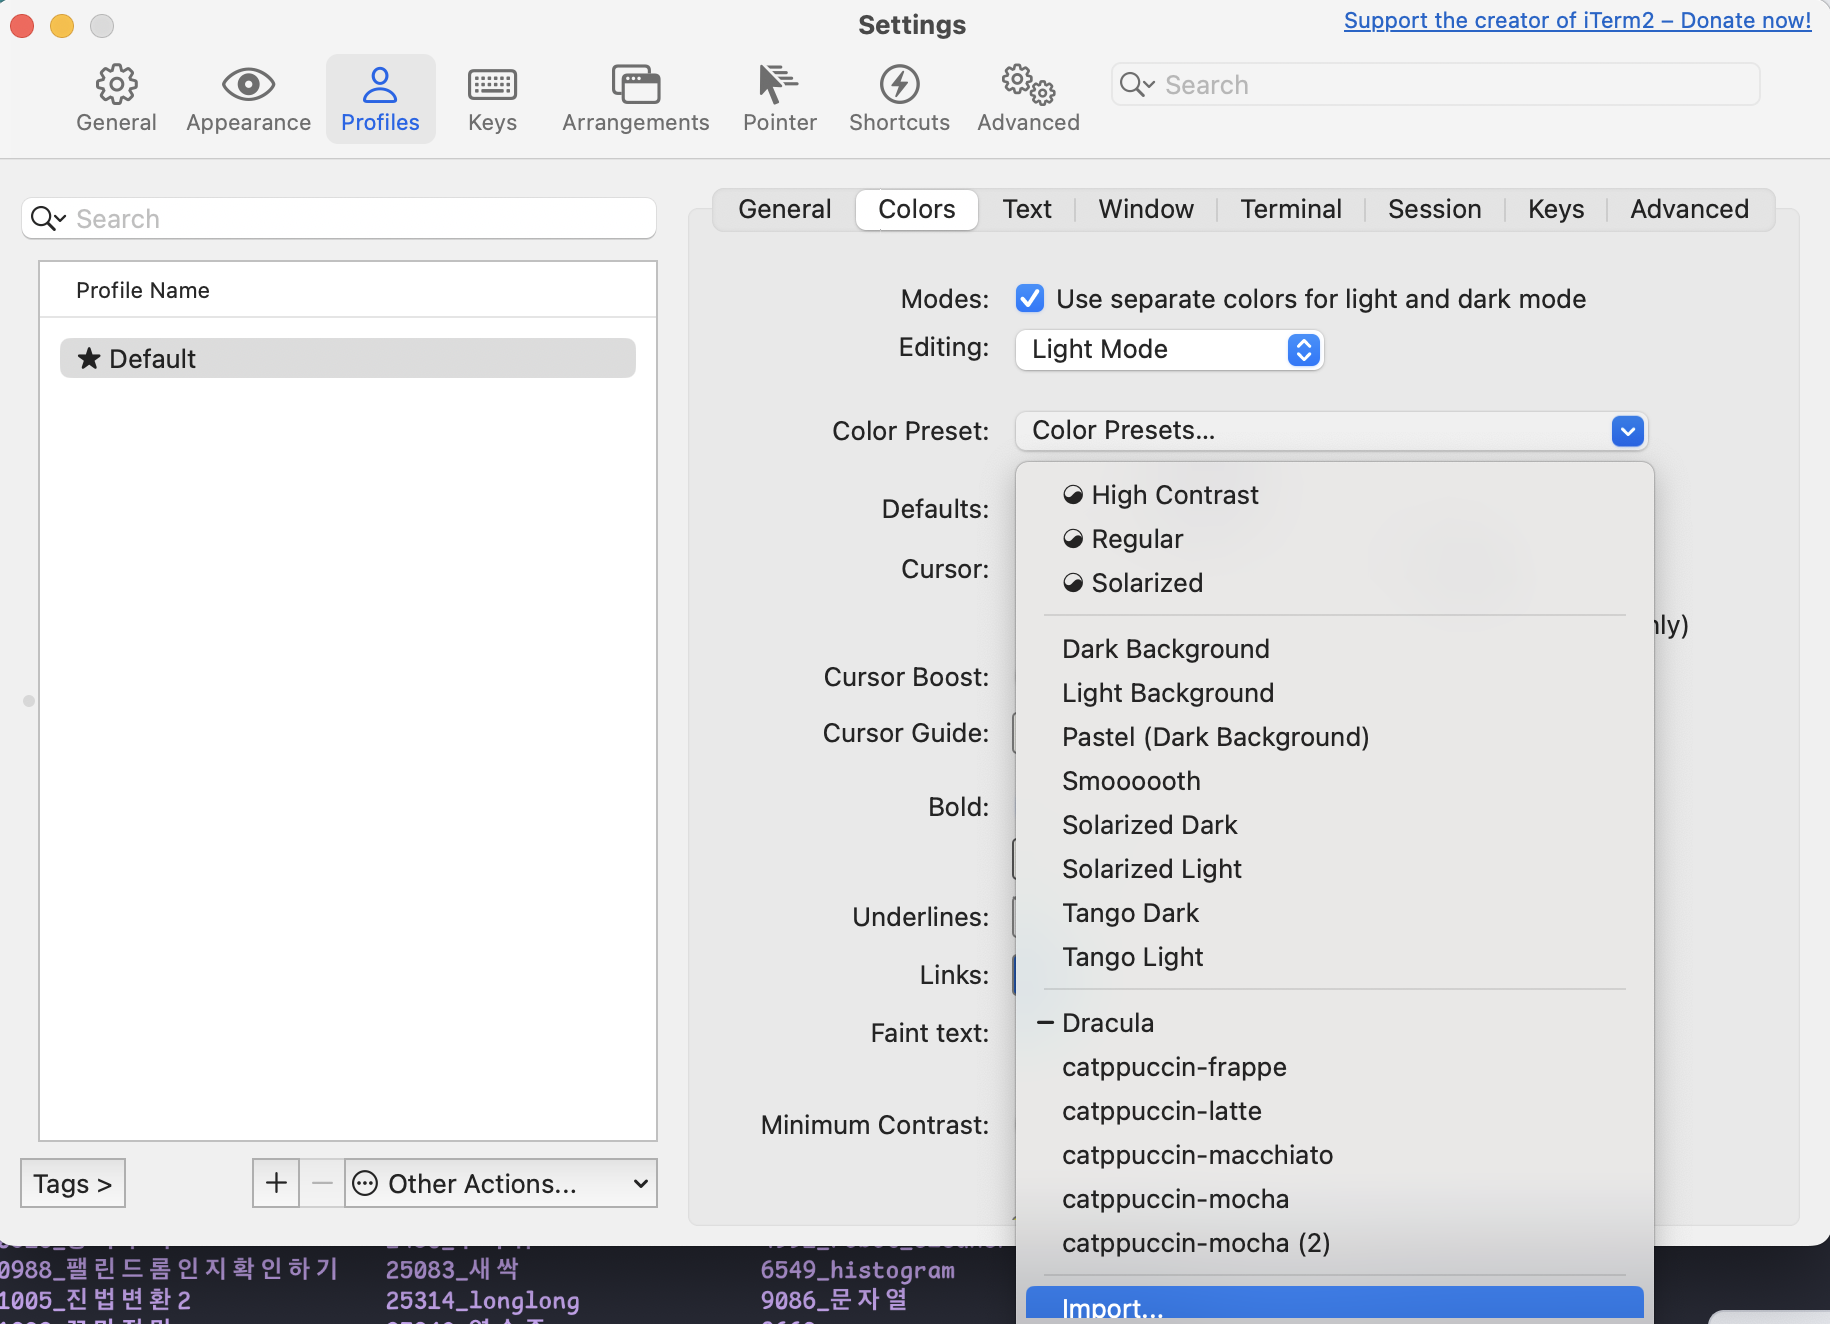 Settings
Support the creator of iTerm2 – Donate now!
General
Appearance
Profiles
Keys
Arrangements
Pointer
Shortcuts
Advanced
Search
Search
Profile Name
★ Default
Tags >
+
−
Other Actions...
General
Colors
Text
Window
Terminal
Session
Keys
Advanced
Modes:
Use separate colors for light and dark mode
Editing:
Light Mode
Color Preset:
Color Presets...
Defaults:
Cursor:
nly)
Cursor Boost:
Cursor Guide:
Bold:
Underlines:
Links:
Faint text:
Minimum Contrast:
High Contrast
Regular
Solarized
Dark Background
Light Background
Pastel (Dark Background)
Smoooooth
Solarized Dark
Solarized Light
Tango Dark
Tango Light
Dracula
catppuccin-frappe
catppuccin-latte
catppuccin-macchiato
catppuccin-mocha
catppuccin-mocha (2)
Import...
0988_팰린드롬인지확인하기
25083_새싹
6549_histogram
1005_진법변환2
25314_longlong
9086_문자열